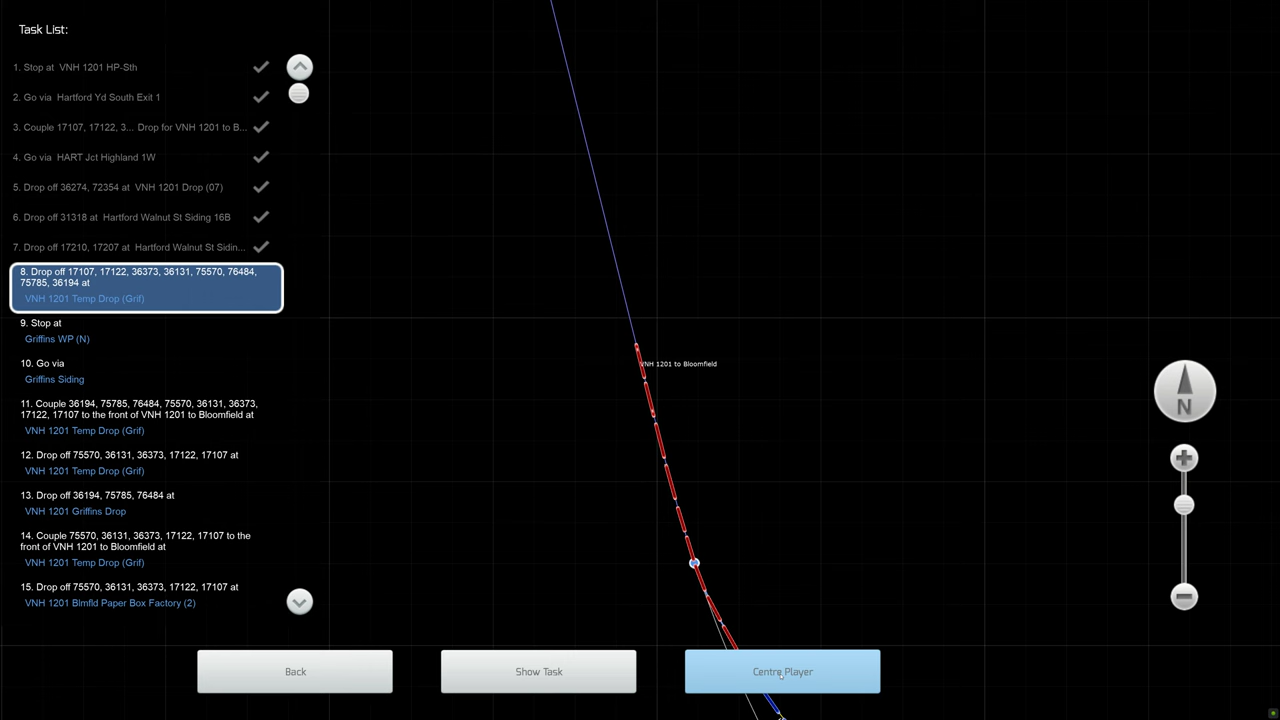 Task List:
1. Stop at  VNH 1201 HP-Sth
2. Go via  Hartford Yd South Exit 1
3. Couple 17107, 17122, 3... Drop for VNH 1201 to B...
4. Go via  HART Jct Highland 1W
5. Drop off 36274, 72354 at  VNH 1201 Drop (07)
6. Drop off 31318 at  Hartford Walnut St Siding 16B
7. Drop off 17210, 17207 at  Hartford Walnut St Sidin...
8. Drop off 17107, 17122, 36373, 36131, 75570, 76484,
75785, 36194 at
VNH 1201 Temp Drop (Grif)
9. Stop at
Griffins WP (N)
10. Go via
Griffins Siding
11. Couple 36194, 75785, 76484, 75570, 36131, 36373,
17122, 17107 to the front of VNH 1201 to Bloomfield at
VNH 1201 Temp Drop (Grif)
12. Drop off 75570, 36131, 36373, 17122, 17107 at
VNH 1201 Temp Drop (Grif)
13. Drop off 36194, 75785, 76484 at
VNH 1201 Griffins Drop
14. Couple 75570, 36131, 36373, 17122, 17107 to the
front of VNH 1201 to Bloomfield at
VNH 1201 Temp Drop (Grif)
15. Drop off 75570, 36131, 36373, 17122, 17107 at
VNH 1201 Blmfld Paper Box Factory (2)
VNH 1201 to Bloomfield
N
Back
Show Task
Centre Player